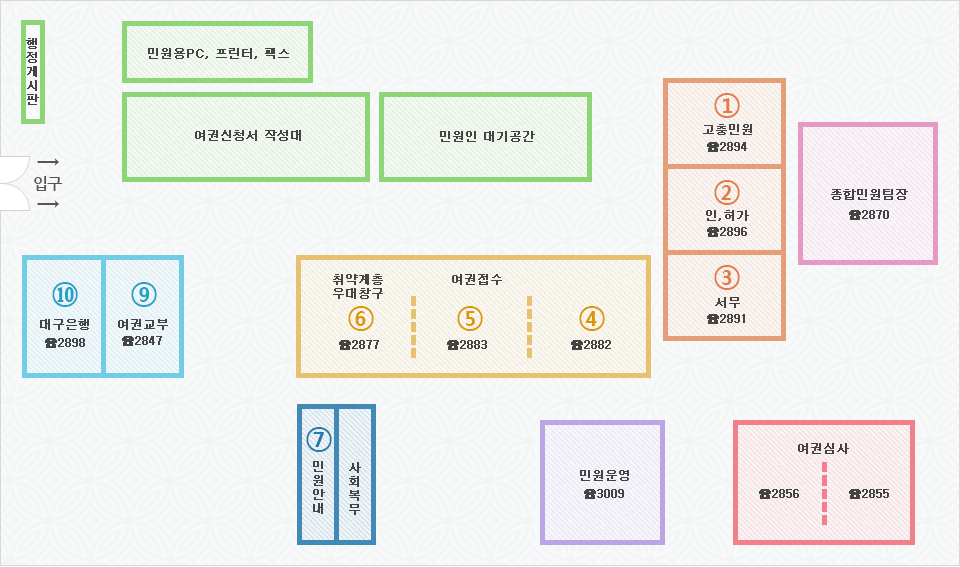 행정게시판
민원용PC, 프린터, 팩스
여권신청서 작성대
민원인 대기공간
① 
고충민원
☎2894
②
인,허가
☎2896
③
서무
☎2891
종합민원팀장
☎2870
→
입구
→
⑩
대구은행
☎2898
⑨
여권교부
☎2847
취약계층
우대창구
⑥
☎2877
여권접수
⑤
☎2883
④
☎2882
⑦
민원안내
사회복무
민원운영
☎3009
여권심사
☎2856
☎2855